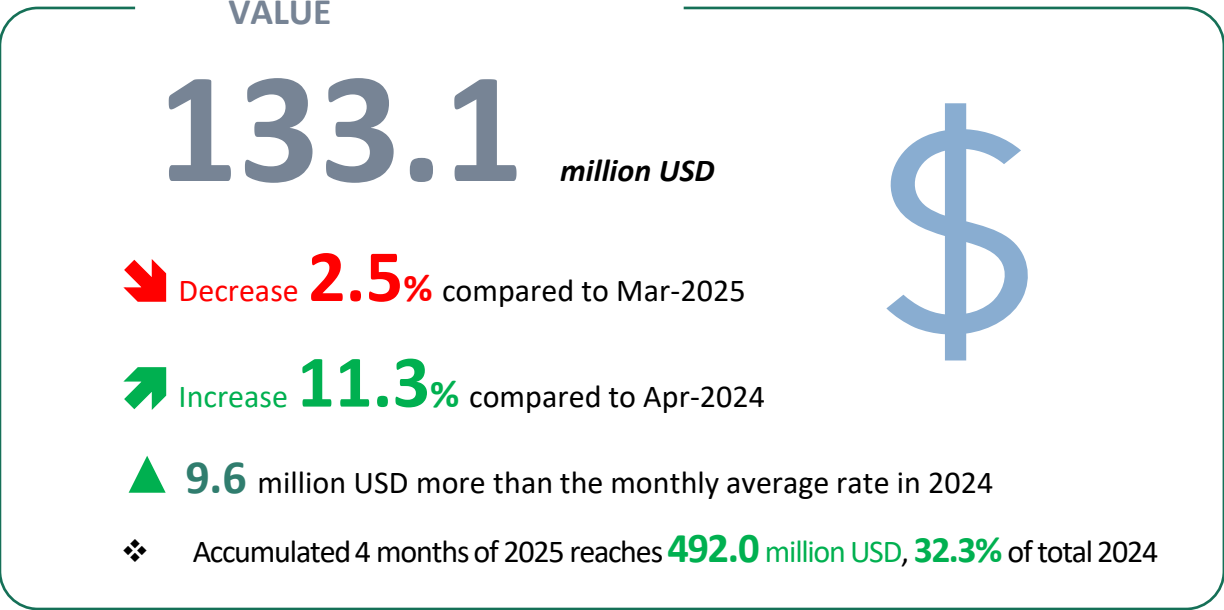 VALUE
133.1 million USD
Decrease 2.5% compared to Mar-2025
Increase 11.3% compared to Apr-2024
9.6 million USD more than the monthly average rate in 2024
Accumulated 4 months of 2025 reaches 492.0 million USD, 32.3% of total 2024